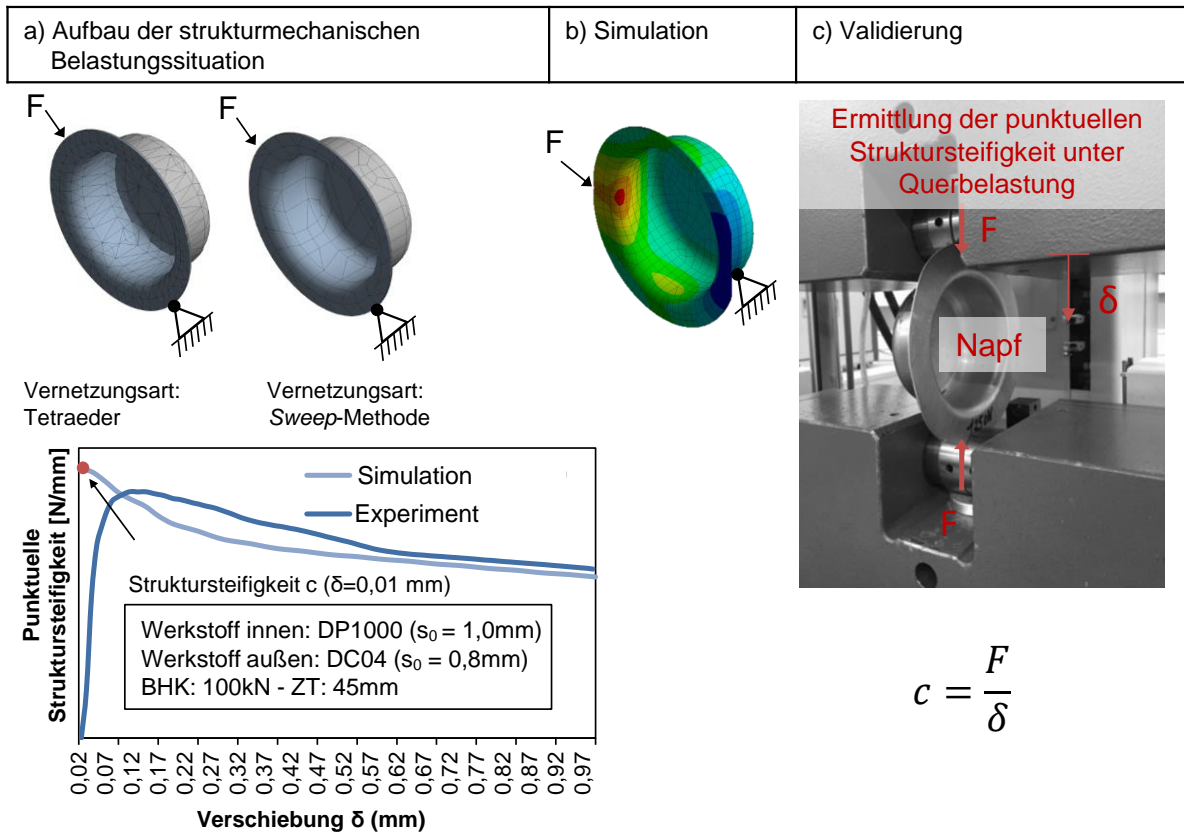 a) Aufbau der strukturmechanischen
Belastungssituation
b) Simulation
c) Validierung
F
F
F
Vernetzungsart:
Tetraeder
Vernetzungsart:
Sweep-Methode
Ermittlung der punktuellen
Struktursteifigkeit unter
Querbelastung
F
δ
Napf
F
Punktuelle
Struktursteifigkeit [N/mm]
Simulation
Experiment
Struktursteifigkeit c (δ=0,01 mm)
Werkstoff innen: DP1000 (s₀ = 1,0mm)
Werkstoff außen: DC04 (s₀ = 0,8mm)
BHK: 100kN - ZT: 45mm
0,02
0,07
0,12
0,17
0,22
0,27
0,32
0,37
0,42
0,47
0,52
0,57
0,62
0,67
0,72
0,77
0,82
0,87
0,92
0,97
Verschiebung δ (mm)
c = F/δ